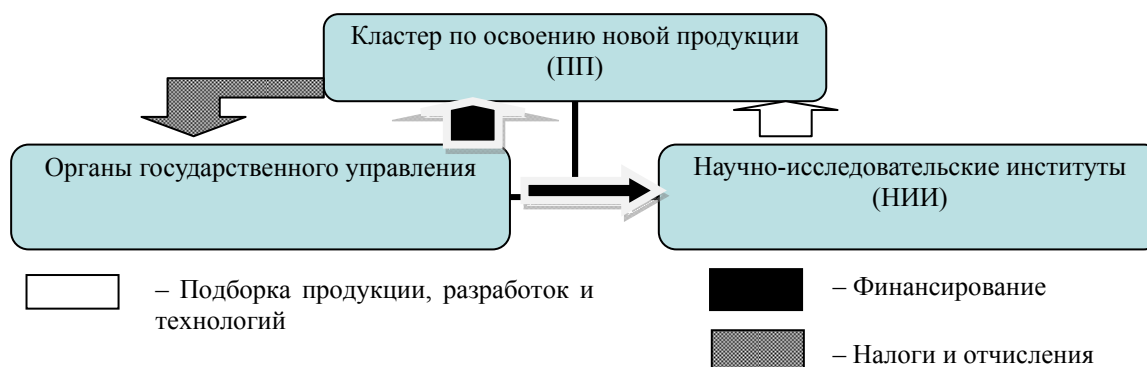 Кластер по освоению новой продукции
(ПП)
Органы государственного управления
Научно-исследовательские институты
(НИИ)
– Подборка продукции, разработок и
технологий
– Финансирование
– Налоги и отчисления